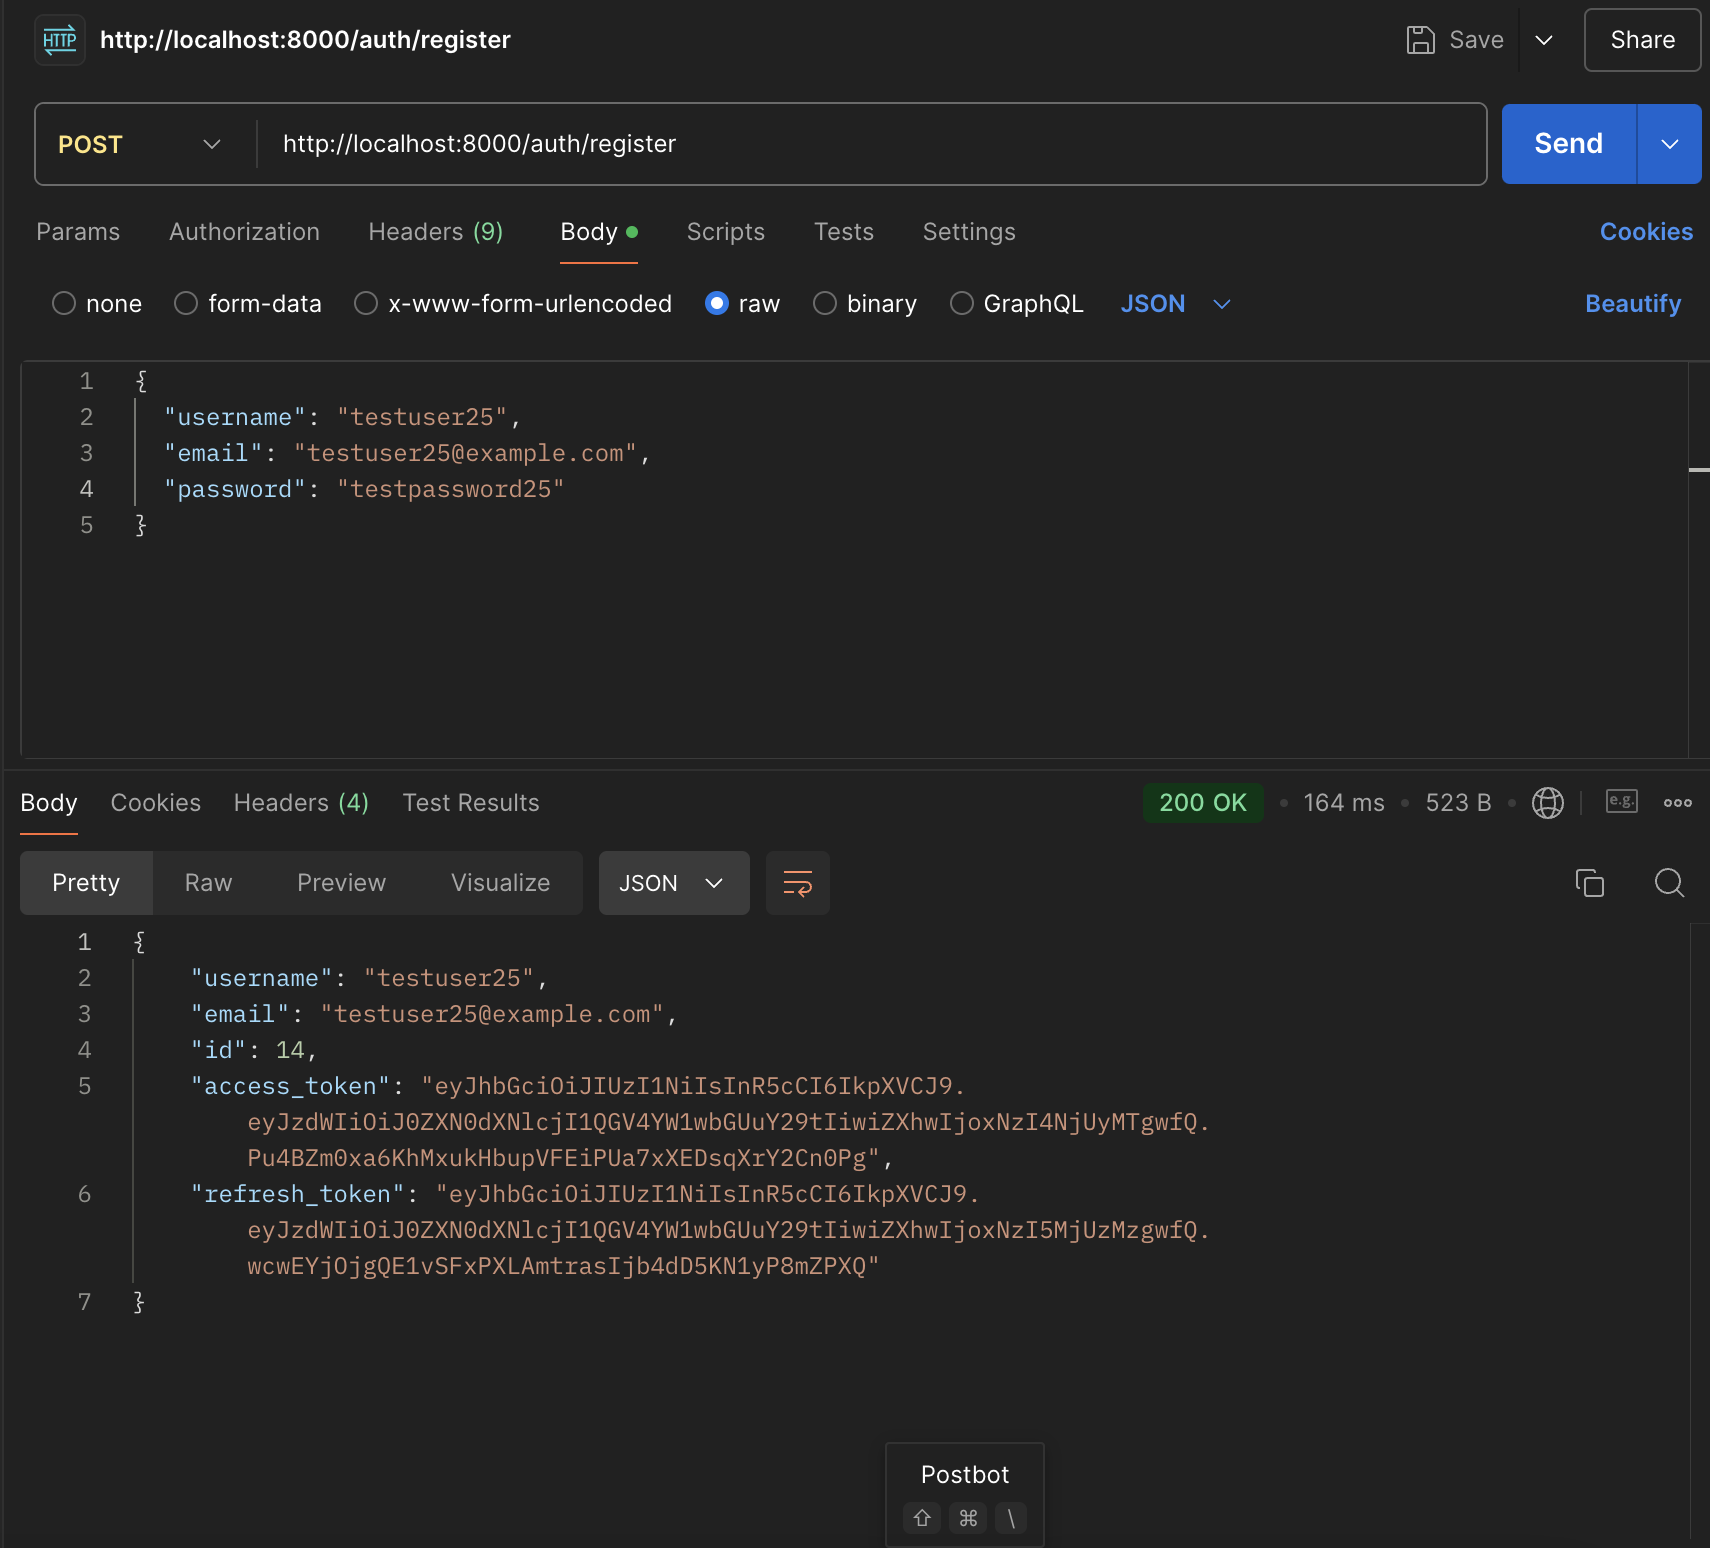 HTTP http://localhost:8000/auth/register Save Share
POST http://localhost:8000/auth/register Send
Params Authorization Headers (9) Body Scripts Tests Settings Cookies
none form-data x-www-form-urlencoded raw binary GraphQL JSON Beautify
1 {
2 "username": "testuser25",
3 "email": "testuser25@example.com",
4 "password": "testpassword25"
5 }
Body Cookies Headers (4) Test Results 200 OK • 164 ms • 523 B • e.g.
Pretty Raw Preview Visualize JSON
1 {
2 "username": "testuser25",
3 "email": "testuser25@example.com",
4 "id": 14,
5 "access_token": "eyJhbGciOiJIUzI1NiIsInR5cCI6IkpXVCJ9.
eyJzdWIiOiJ0ZXN0dXNlcjI1QGV4YW1wbGUuY29tIiwiZXhwIjoxNzI4NjUyMTgwfQ.
Pu4BZm0xa6KhMxukHbupVFEiPUa7xXEDsqXrY2Cn0Pg",
6 "refresh_token": "eyJhbGciOiJIUzI1NiIsInR5cCI6IkpXVCJ9.
eyJzdWIiOiJ0ZXN0dXNlcjI1QGV4YW1wbGUuY29tIiwiZXhwIjoxNzI5MjUzMzgwfQ.
wcwEYjOjgQE1vSFxPXLAmtrasIjb4dD5KN1yP8mZPXQ"
7 }
Postbot
⇧ ⌘ \